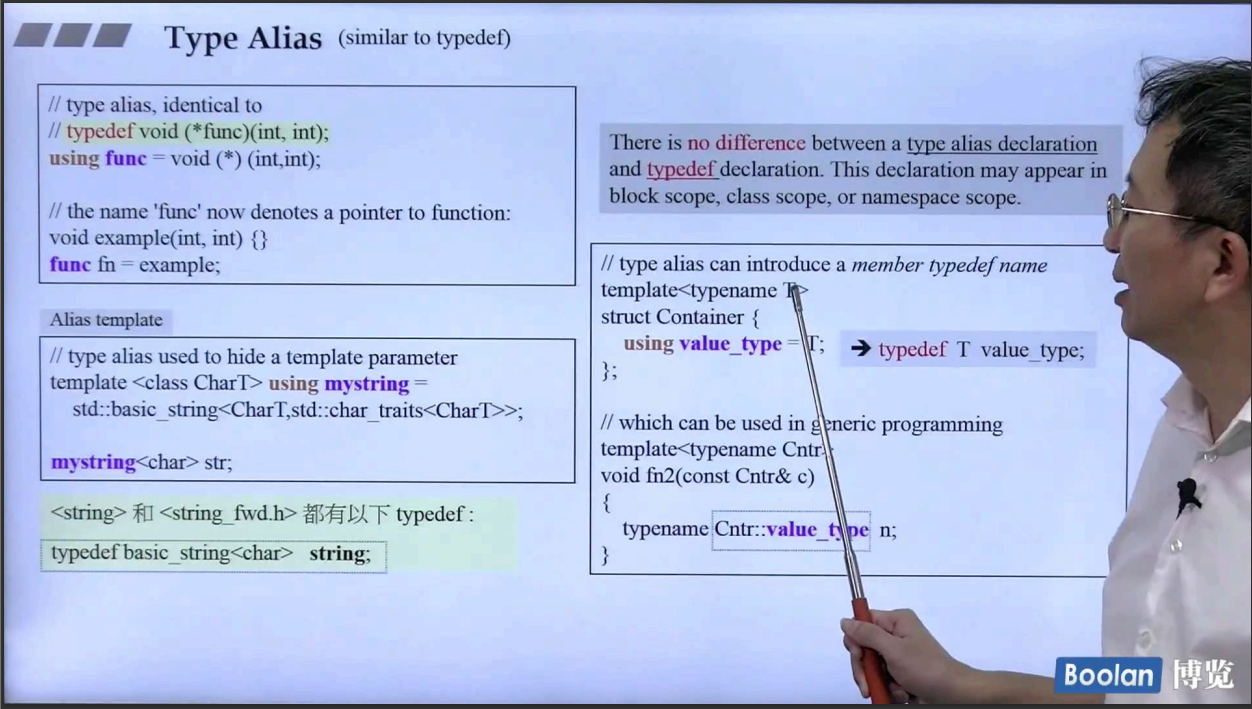 Type Alias (similar to typedef)
// type alias, identical to
// typedef void (*func)(int, int);
using func = void (*) (int,int);
// the name 'func' now denotes a pointer to function:
void example(int, int) {}
func fn = example;
Alias template
// type alias used to hide a template parameter
template <class CharT> using mystring =
std::basic_string<CharT,std::char_traits<CharT>>;
mystring<char> str;
<string> 和 <string_fwd.h> 都有以下 typedef :
typedef basic_string<char> string;
There is no difference between a type alias declaration
and typedef declaration. This declaration may appear in
block scope, class scope, or namespace scope.
// type alias can introduce a member typedef name
template<typename T>
struct Container {
using value_type = T; ➔ typedef T value_type;
};
// which can be used in generic programming
template<typename Cntr>
void fn2(const Cntr& c)
{
typename Cntr::value_type n;
}
Boolan 博览